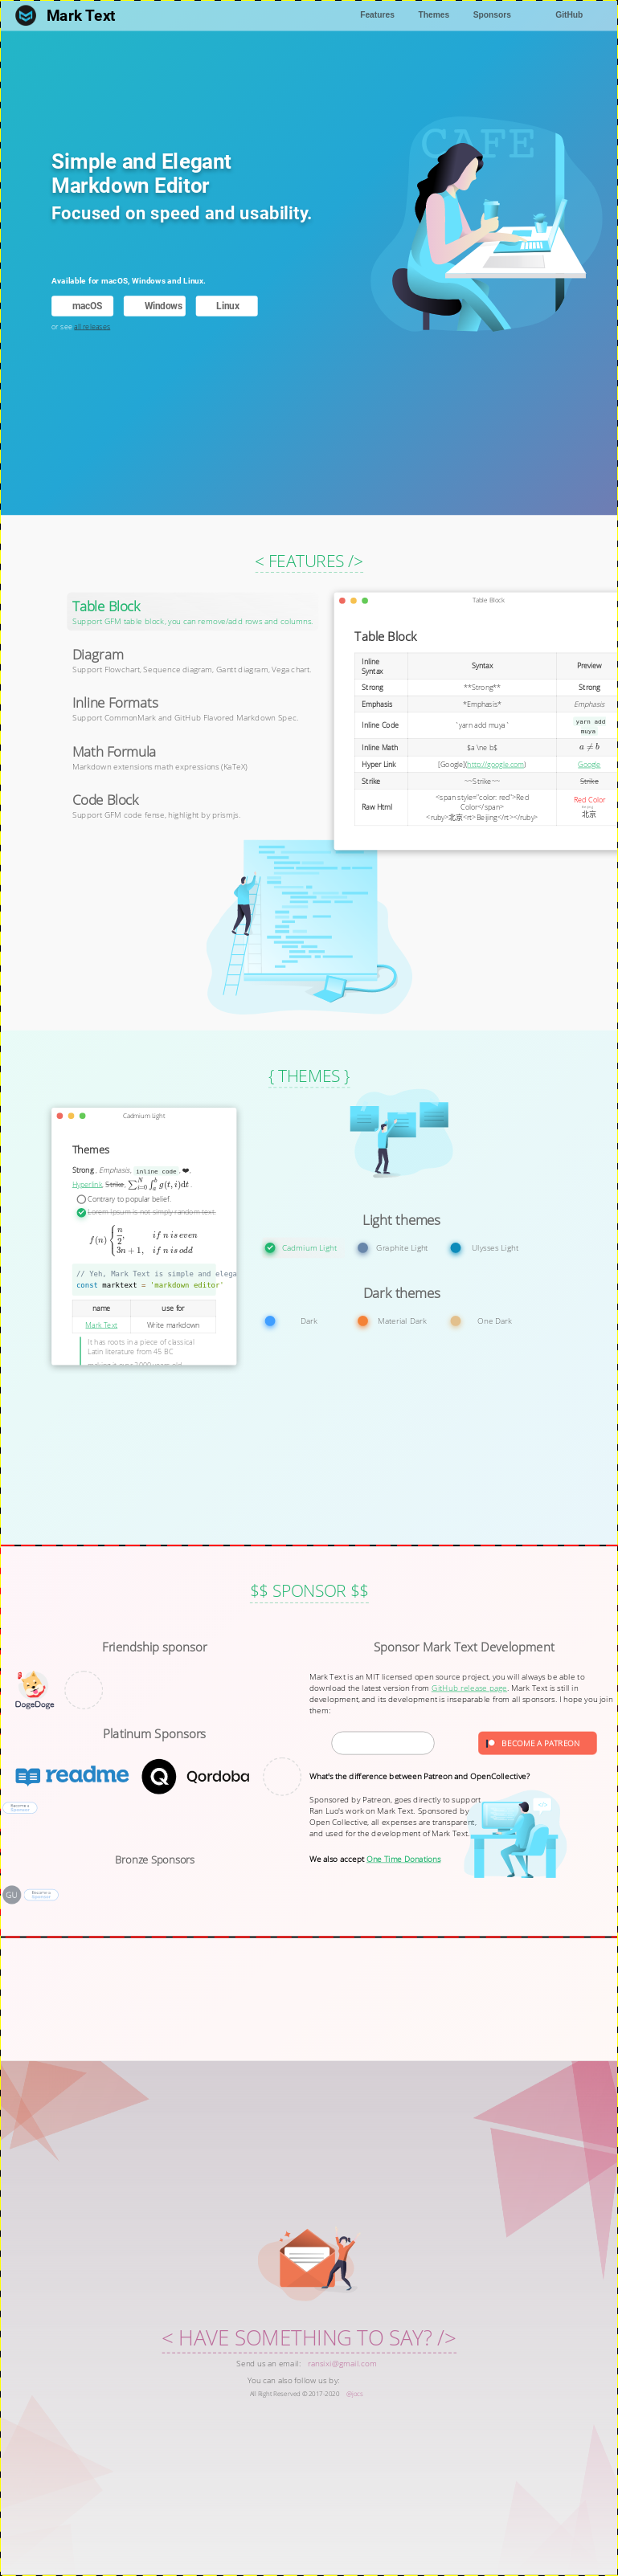 Mark Text
Features Themes Sponsors GitHub
CAFE
Simple and Elegant
Markdown Editor
Focused on speed and usability.
Available for macOS, Windows and Linux.
macOS Windows Linux
or see all releases
< FEATURES />
Table Block
Support GFM table block, you can remove/add rows and columns.
Diagram
Support Flowchart, Sequence diagram, Gantt diagram, Vega chart.
Inline Formats
Support CommonMark and GitHub Flavored Markdown Spec.
Math Formula
Markdown extensions math expressions (KaTeX)
Code Block
Support GFM code fense, highlight by prismjs.
Table Block
Table Block
Inline Syntax Syntax Preview
Strong **Strong** Strong
Emphasis *Emphasis* Emphasis
Inline Code `yarn add muya` yarn add muya
Inline Math $a \ne b$ a ≠ b
Hyper Link [Google](http://google.com) Google
Strike ~~Strike~~ Strike
Raw Html <span style="color: red">Red Color</span> <ruby>北京<rt>Beijing</rt></ruby> Red Color 北京
{ THEMES }
Cadmium Light
Themes
Strong , Emphasis, inline code , ❤️,
Hyperlink, Strike, ∑ᴺᵢ₌₀ ∫ᵇₐ g(t, i)dt .
Contrary to popular belief.
Lorem Ipsum is not simply random text.
f(n) { n/2, if n is even
3n + 1, if n is odd
// Yeh, Mark Text is simple and elega
const marktext = 'markdown editor'
name use for
Mark Text Write markdown
It has roots in a piece of classical
Latin literature from 45 BC
Light themes
Cadmium Light Graphite Light Ulysses Light
Dark themes
Dark Material Dark One Dark
$$ SPONSOR $$
Friendship sponsor
DogeDoge
Platinum Sponsors
readme Qordoba
Become a
Sponsor
Bronze Sponsors
GU
Become a
Sponsor
Sponsor Mark Text Development
Mark Text is an MIT licensed open source project, you will always be able to
download the latest version from GitHub release page. Mark Text is still in
development, and its development is inseparable from all sponsors. I hope you join
them:
BECOME A PATREON
What's the difference between Patreon and OpenCollective?
Sponsored by Patreon, goes directly to support
Ran Luo's work on Mark Text. Sponsored by
Open Collective, all expenses are transparent,
and used for the development of Mark Text.
We also accept One Time Donations
< HAVE SOMETHING TO SAY? />
Send us an email: ransixi@gmail.com
You can also follow us by:
All Right Reserved © 2017-2020 @jocs